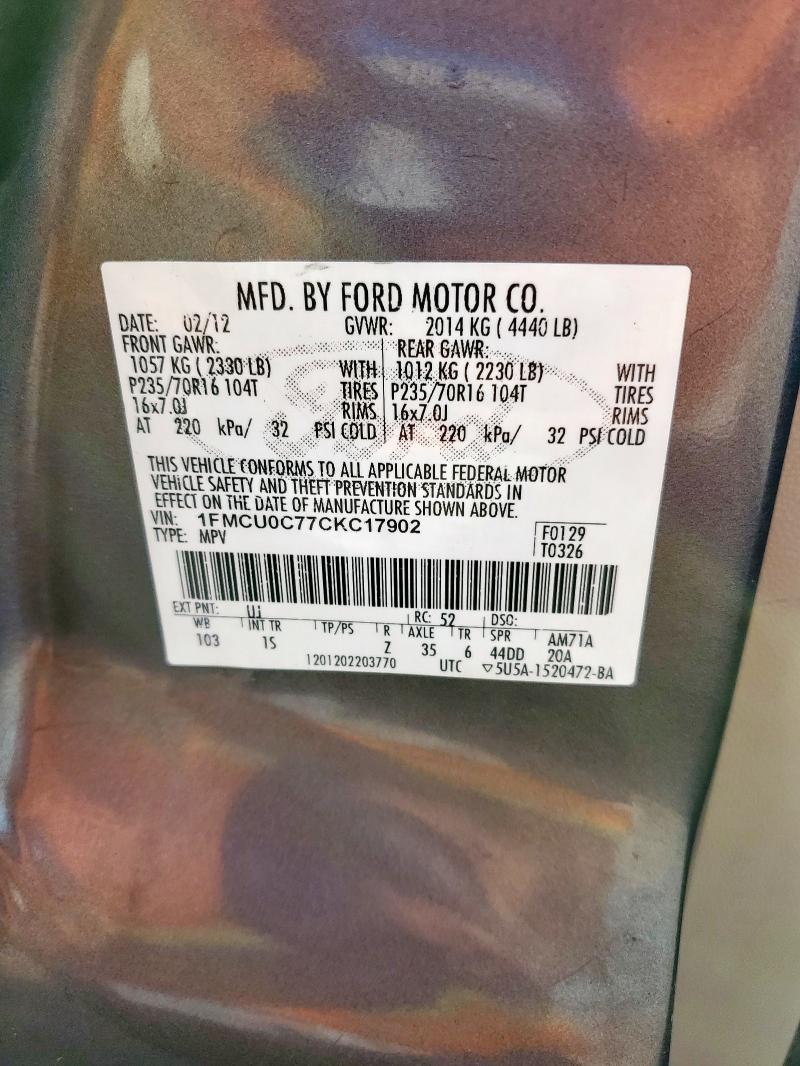 MFD. BY FORD MOTOR CO.
DATE: 02/12 GVWR: 2014 KG ( 4440 LB)
FRONT GAWR: REAR GAWR:
1057 KG ( 2330 LB) WITH 1012 KG ( 2230 LB) WITH
P235/70R16 104T TIRES P235/70R16 104T TIRES
16x7.0J RIMS 16x7.0J RIMS
AT 220 kPa/ 32 PSI COLD AT 220 kPa/ 32 PSI COLD
Ford
THIS VEHICLE CONFORMS TO ALL APPLICABLE FEDERAL MOTOR
VEHICLE SAFETY AND THEFT PREVENTION STANDARDS IN
EFFECT ON THE DATE OF MANUFACTURE SHOWN ABOVE.
VIN: 1FMCU0C77CKC17902
TYPE: MPV
F0129
T0326
EXT PNT: UJ RC: 52 DSO:
WB INT TR TP/PS R AXLE TR SPR AM71A
103 1S Z 35 6 44DD 20A
1201202203770 UTC ▽5U5A-1520472-BA